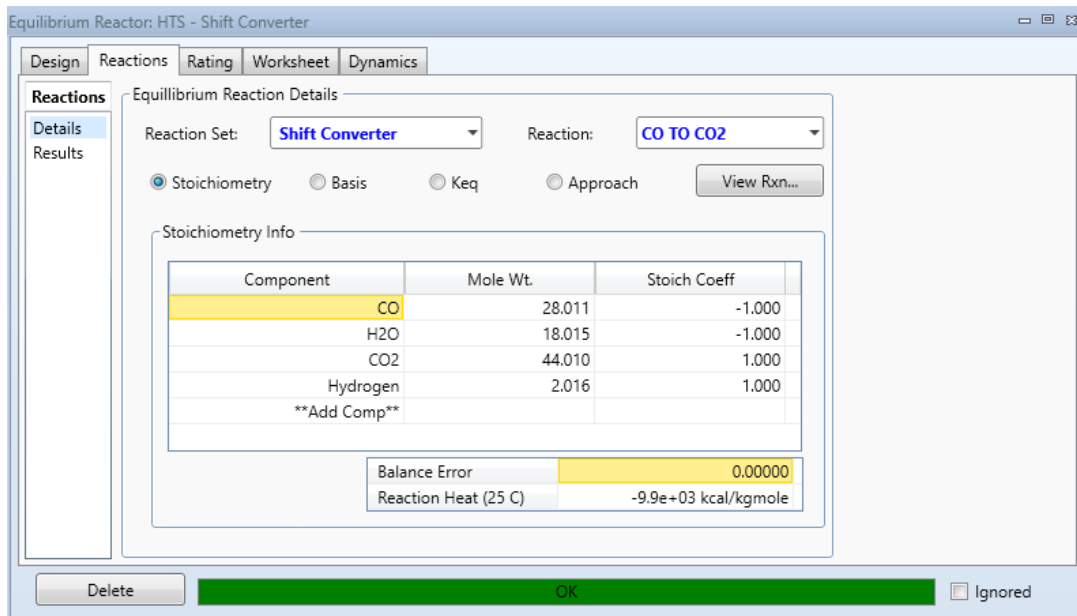 Equilibrium Reactor: HTS - Shift Converter
Design Reactions Rating Worksheet Dynamics
Reactions
Details
Results
Equillibrium Reaction Details
Reaction Set: Shift Converter Reaction: CO TO CO2
Stoichiometry Basis Keq Approach View Rxn...
Stoichiometry Info
Component Mole Wt. Stoich Coeff
CO 28.011 -1.000
H2O 18.015 -1.000
CO2 44.010 1.000
Hydrogen 2.016 1.000
**Add Comp**
Balance Error 0.00000
Reaction Heat (25 C) -9.9e+03 kcal/kgmole
Delete OK Ignored